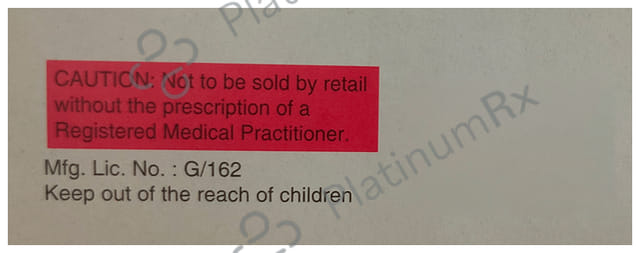 CAUTION: Not to be sold by retail
without the prescription of a
Registered Medical Practitioner.
Mfg. Lic. No. : G/162
Keep out of the reach of children
PlatinumRx